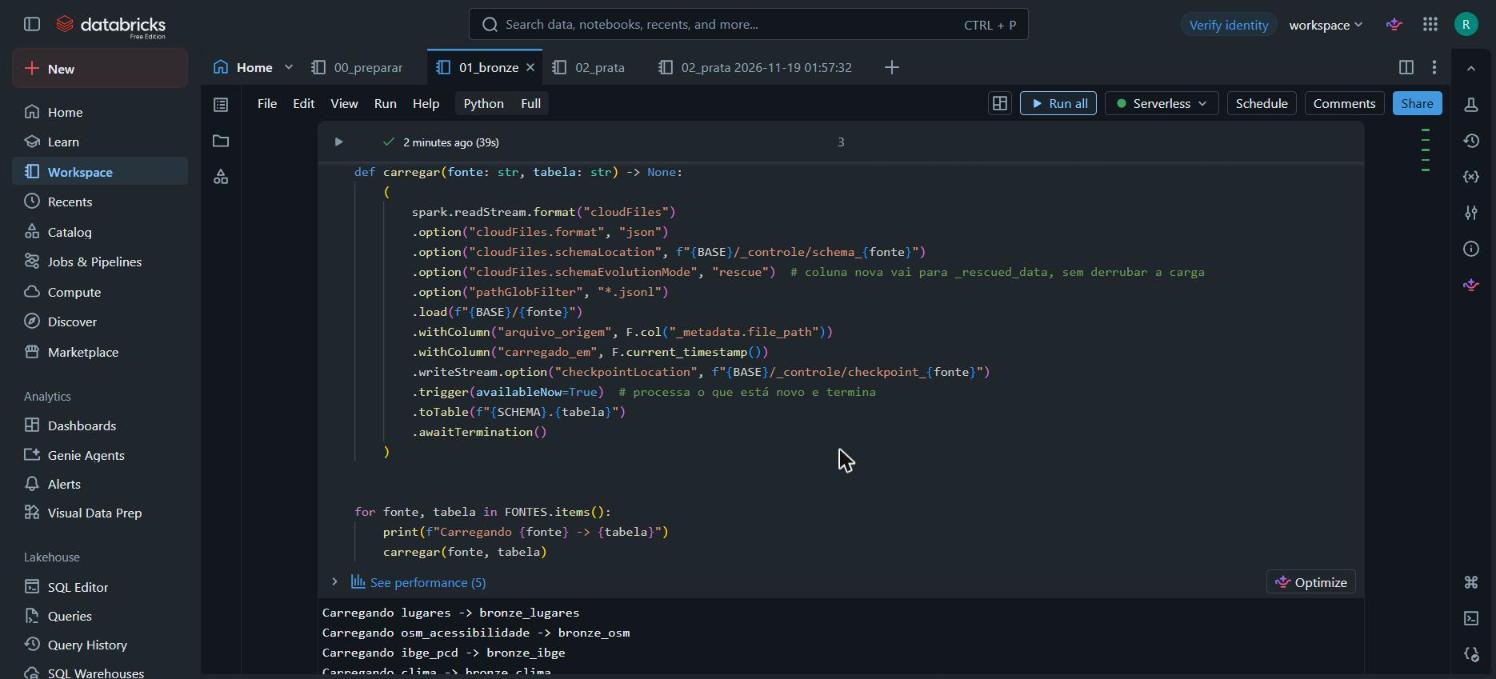 databricks
Free Edition
Search data, notebooks, recents, and more...
CTRL + P
Verify identity
workspace
R
New
Home
00_preparar
01_bronze
02_prata
02_prata 2026-11-19 01:57:32
File Edit View Run Help Python Full
Run all
Serverless
Schedule
Comments
Share
Home
Learn
Workspace
Recents
Catalog
Jobs & Pipelines
Compute
Discover
Marketplace
Analytics
Dashboards
Genie Agents
Alerts
Visual Data Prep
Lakehouse
SQL Editor
Queries
Query History
SQL Warehouses
2 minutes ago (39s)
3
def carregar(fonte: str, tabela: str) -> None:
(
spark.readStream.format("cloudFiles")
.option("cloudFiles.format", "json")
.option("cloudFiles.schemaLocation", f"{BASE}/_controle/schema_{fonte}")
.option("cloudFiles.schemaEvolutionMode", "rescue")  # coluna nova vai para _rescued_data, sem derrubar a carga
.option("pathGlobFilter", "*.jsonl")
.load(f"{BASE}/{fonte}")
.withColumn("arquivo_origem", F.col("_metadata.file_path"))
.withColumn("carregado_em", F.current_timestamp())
.writeStream.option("checkpointLocation", f"{BASE}/_controle/checkpoint_{fonte}")
.trigger(availableNow=True)  # processa o que está novo e termina
.toTable(f"{SCHEMA}.{tabela}")
.awaitTermination()
)
for fonte, tabela in FONTES.items():
print(f"Carregando {fonte} -> {tabela}")
carregar(fonte, tabela)
See performance (5)
Optimize
Carregando lugares -> bronze_lugares
Carregando osm_acessibilidade -> bronze_osm
Carregando ibge_pcd -> bronze_ibge
Carregando clima -> bronze_clima